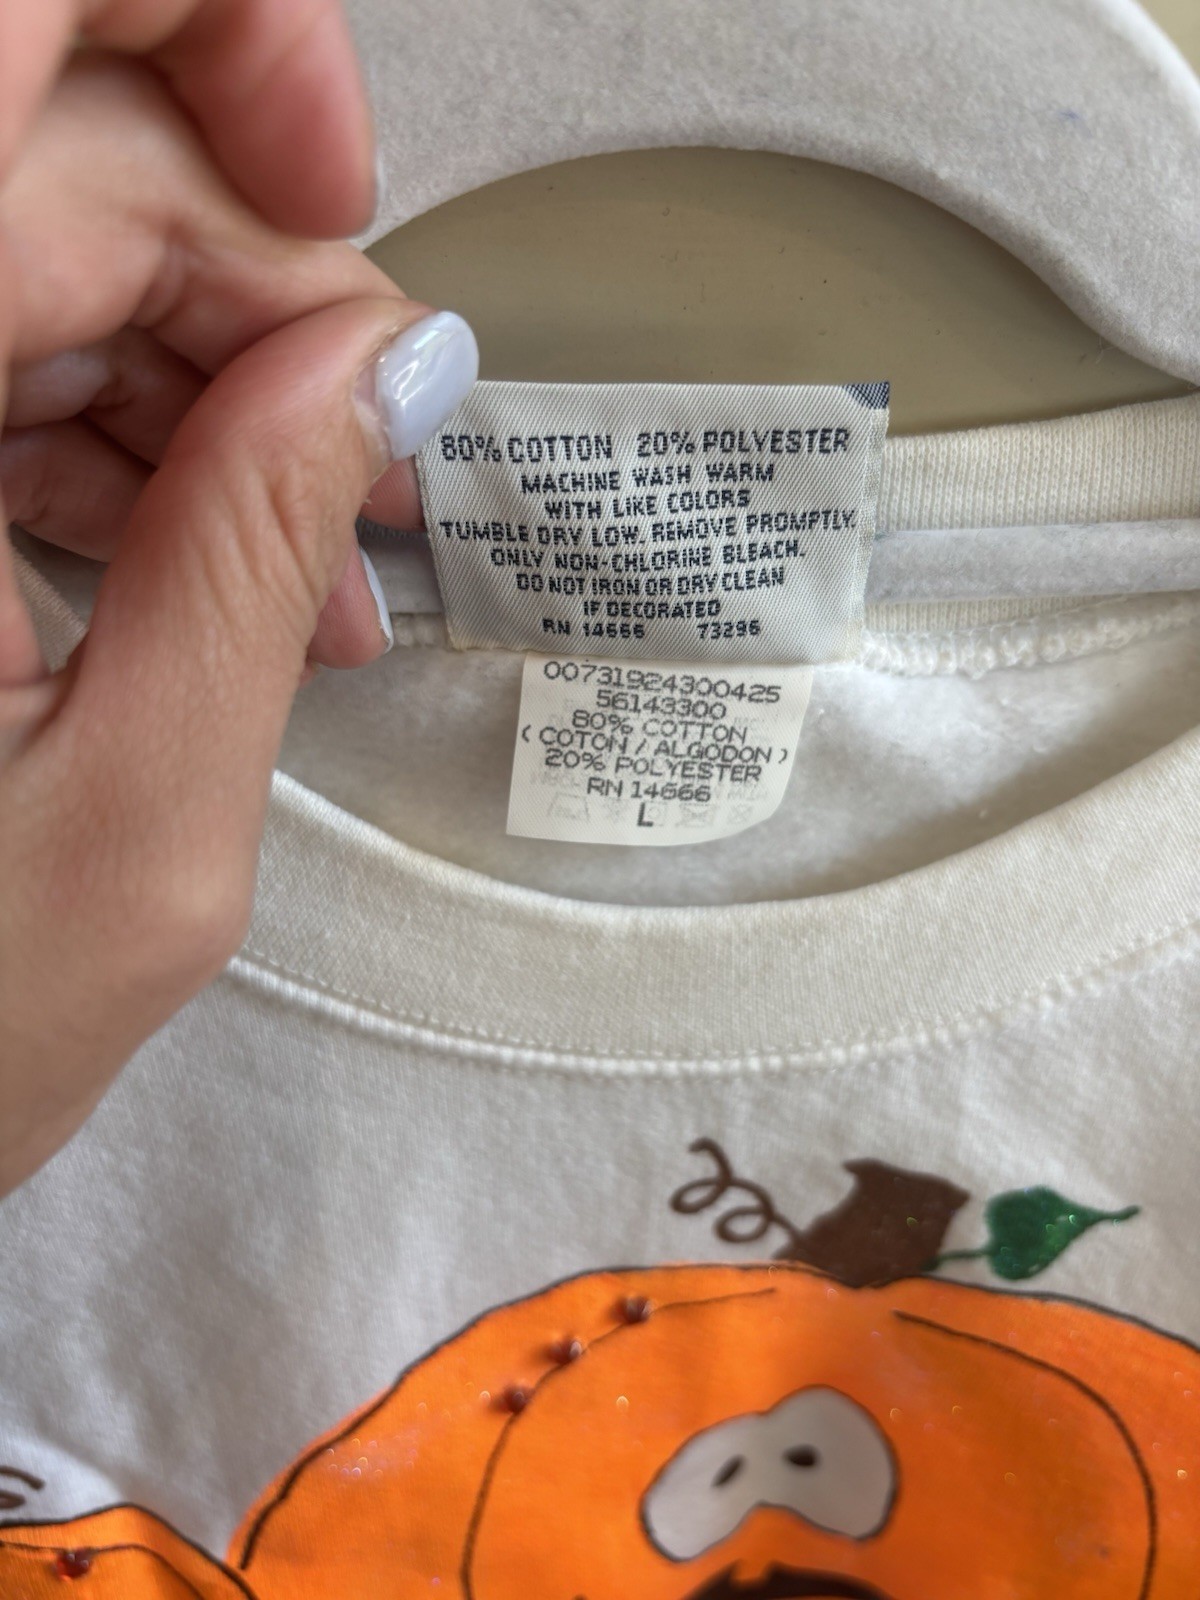 80% COTTON 20% POLYESTER
MACHINE WASH WARM
WITH LIKE COLORS
TUMBLE DRY LOW. REMOVE PROMPTLY.
ONLY NON-CHLORINE BLEACH.
DO NOT IRON OR DRY CLEAN
IF DECORATED
RN 14666 73296
00731924300425
56143300
80% COTTON
( COTON / ALGODON )
20% POLYESTER
RN 14666
L